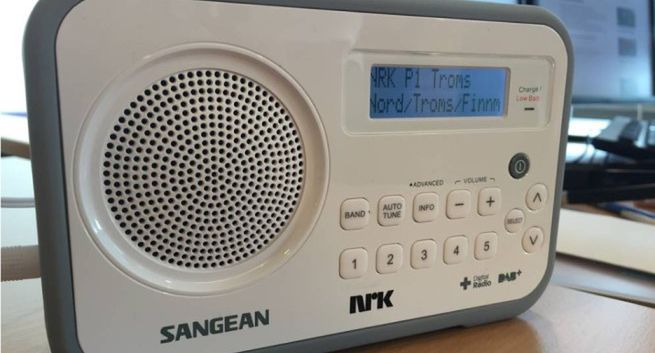 NRK P1 Troms
Nord/Troms/Finnm
Charge /
Low Batt
ADVANCED
VOLUME
BAND
AUTO
TUNE
INFO
− +
SELECT
1 2 3 4 5
Digital
Radio
DAB+
NRK
SANGEAN